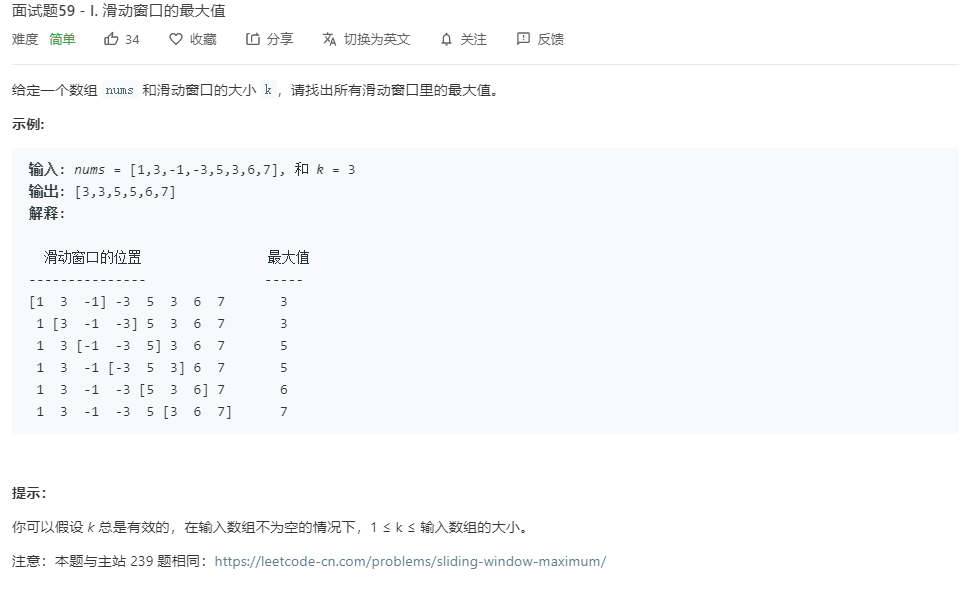 面试题59 - I. 滑动窗口的最大值
难度 简单 34 收藏 分享 切换为英文 关注 反馈
给定一个数组 nums 和滑动窗口的大小 k，请找出所有滑动窗口里的最大值。
示例:
输入: nums = [1,3,-1,-3,5,3,6,7], 和 k = 3
输出: [3,3,5,5,6,7]
解释:
滑动窗口的位置 最大值
--------------- -----
[1 3 -1] -3 5 3 6 7 3
1 [3 -1 -3] 5 3 6 7 3
1 3 [-1 -3 5] 3 6 7 5
1 3 -1 [-3 5 3] 6 7 5
1 3 -1 -3 [5 3 6] 7 6
1 3 -1 -3 5 [3 6 7] 7
提示：
你可以假设 k 总是有效的，在输入数组不为空的情况下，1 ≤ k ≤ 输入数组的大小。
注意：本题与主站 239 题相同：https://leetcode-cn.com/problems/sliding-window-maximum/